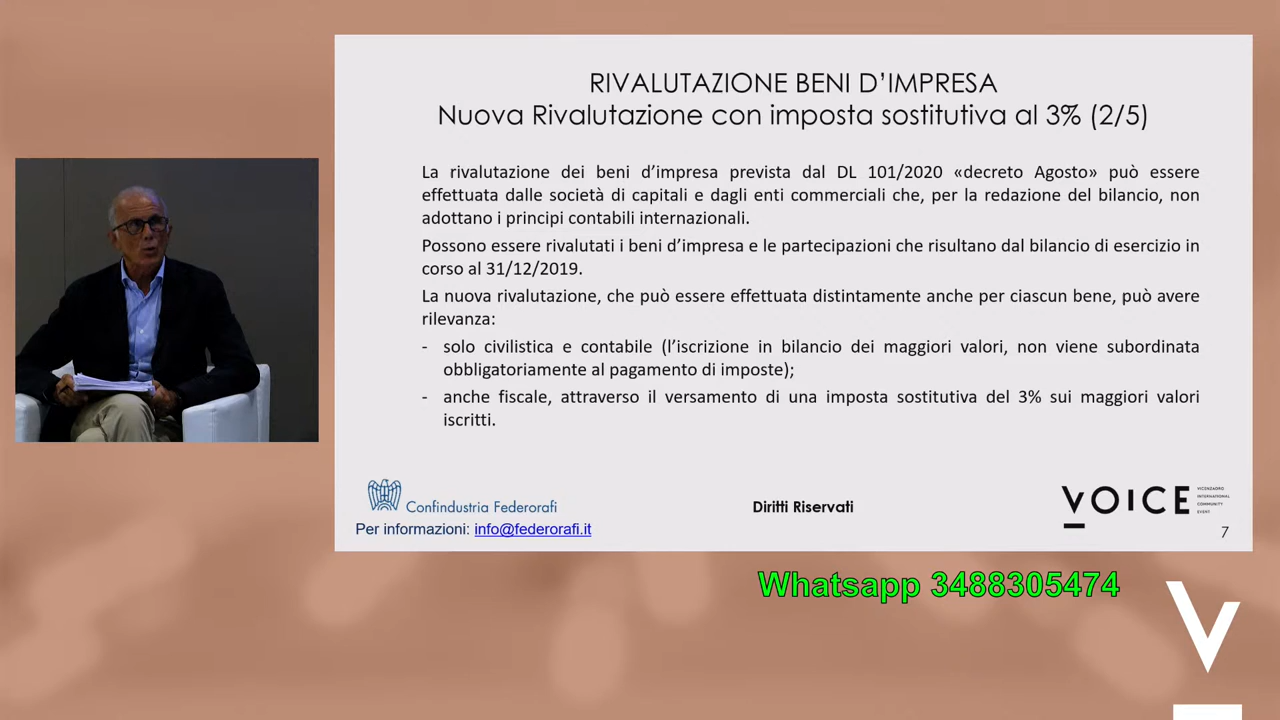 RIVALUTAZIONE BENI D’IMPRESA
Nuova Rivalutazione con imposta sostitutiva al 3% (2/5)
La rivalutazione dei beni d’impresa prevista dal DL 101/2020 «decreto Agosto» può essere
effettuata dalle società di capitali e dagli enti commerciali che, per la redazione del bilancio, non
adottano i principi contabili internazionali.
Possono essere rivalutati i beni d’impresa e le partecipazioni che risultano dal bilancio di esercizio in
corso al 31/12/2019.
La nuova rivalutazione, che può essere effettuata distintamente anche per ciascun bene, può avere
rilevanza:
- solo civilistica e contabile (l’iscrizione in bilancio dei maggiori valori, non viene subordinata
obbligatoriamente al pagamento di imposte);
- anche fiscale, attraverso il versamento di una imposta sostitutiva del 3% sui maggiori valori
iscritti.
Confindustria Federorafi
Per informazioni: info@federorafi.it
Diritti Riservati
VOICE
VICENZAORO
INTERNATIONAL
COMMUNITY
EVENT
7
Whatsapp 3488305474
V